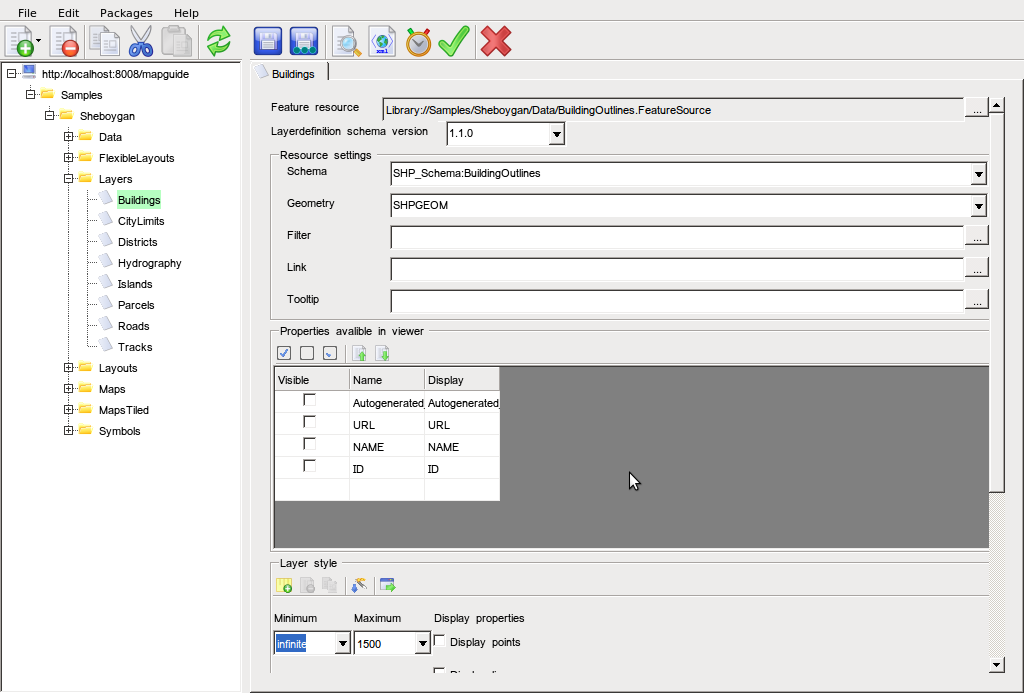 File Edit Packages Help
http://localhost:8008/mapguide
Samples
Sheboygan
Data
FlexibleLayouts
Layers
Buildings
CityLimits
Districts
Hydrography
Islands
Parcels
Roads
Tracks
Layouts
Maps
MapsTiled
Symbols
Buildings
Feature resource Library://Samples/Sheboygan/Data/BuildingOutlines.FeatureSource ...
Layerdefinition schema version 1.1.0
Resource settings
Schema SHP_Schema:BuildingOutlines
Geometry SHPGEOM
Filter ...
Link ...
Tooltip ...
Properties avalible in viewer
Visible Name Display
Autogenerated_ Autogenerated_
URL URL
NAME NAME
ID ID
Layer style
Minimum Maximum Display properties
infinite 1500 Display points